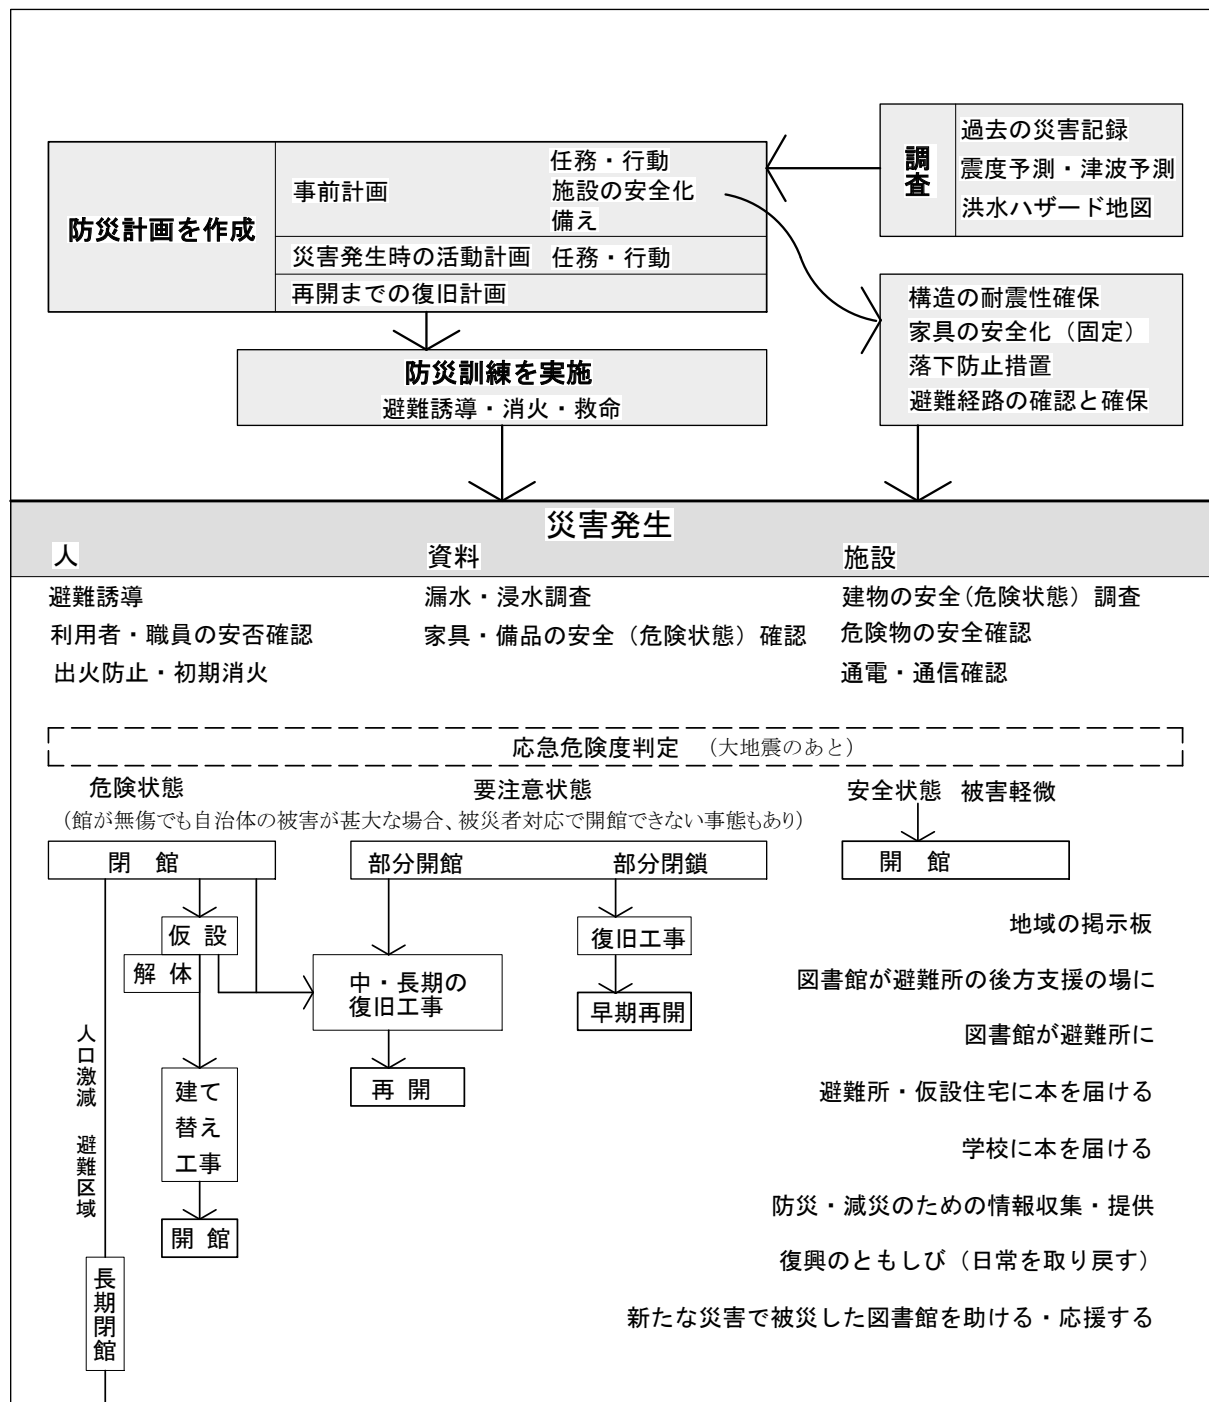 調査
過去の災害記録
震度予測・津波予測
洪水ハザード地図
防災計画を作成
事前計画
任務・行動
施設の安全化
備え
災害発生時の活動計画 任務・行動
再開までの復旧計画
構造の耐震性確保
家具の安全化（固定）
落下防止措置
避難経路の確認と確保
防災訓練を実施
避難誘導・消火・救命
災害発生
人
資料
施設
避難誘導
利用者・職員の安否確認
出火防止・初期消火
漏水・浸水調査
家具・備品の安全（危険状態）確認
建物の安全(危険状態）調査
危険物の安全確認
通電・通信確認
応急危険度判定 （大地震のあと）
危険状態
要注意状態
安全状態 被害軽微
（館が無傷でも自治体の被害が甚大な場合、被災者対応で開館できない事態もあり）
閉 館
部分開館
部分閉鎖
開 館
仮 設
解 体
中・長期の
復旧工事
復旧工事
早期再開
再 開
建て
替え
工事
開 館
人口激減 避難区域
長期閉館
地域の掲示板
図書館が避難所の後方支援の場に
図書館が避難所に
避難所・仮設住宅に本を届ける
学校に本を届ける
防災・減災のための情報収集・提供
復興のともしび（日常を取り戻す）
新たな災害で被災した図書館を助ける・応援する